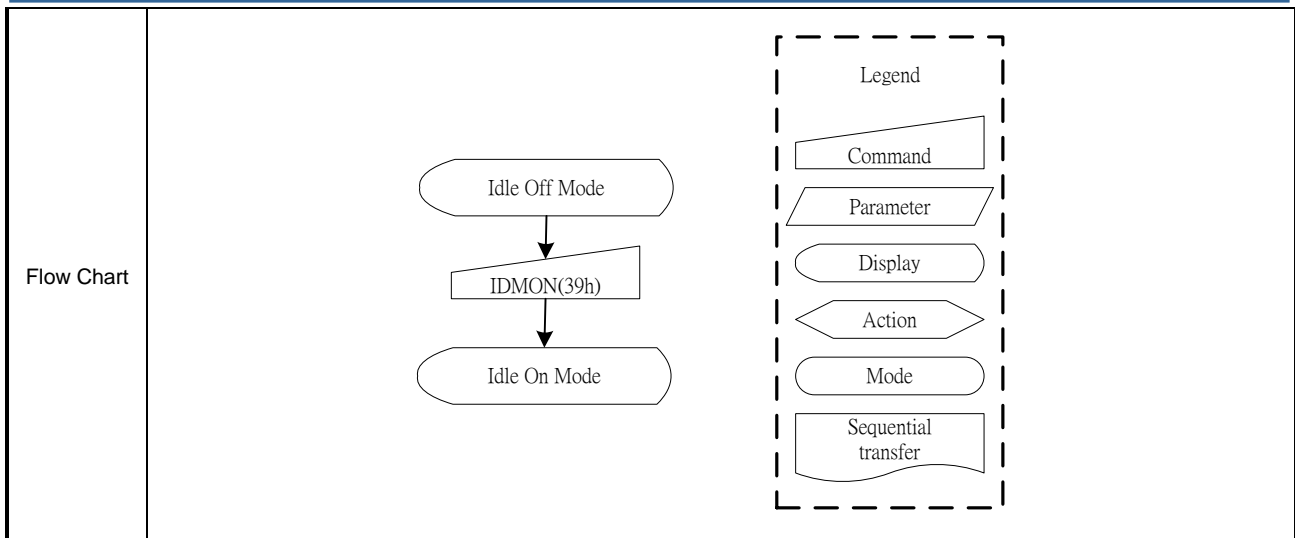 Flow Chart
Idle Off Mode
IDMON(39h)
Idle On Mode
Legend
Command
Parameter
Display
Action
Mode
Sequential
transfer